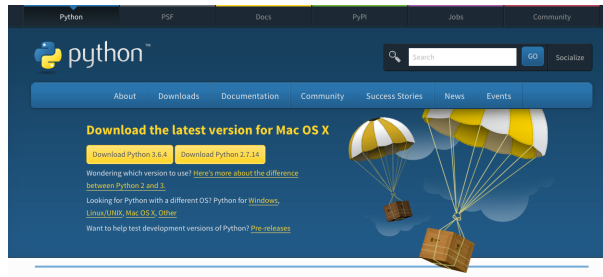 Python PSF Docs PyPI Jobs Community
python™
Search GO Socialize
About Downloads Documentation Community Success Stories News Events
Download the latest version for Mac OS X
Download Python 3.6.4 Download Python 2.7.14
Wondering which version to use? Here's more about the difference
between Python 2 and 3.
Looking for Python with a different OS? Python for Windows,
Linux/UNIX, Mac OS X, Other
Want to help test development versions of Python? Pre-releases